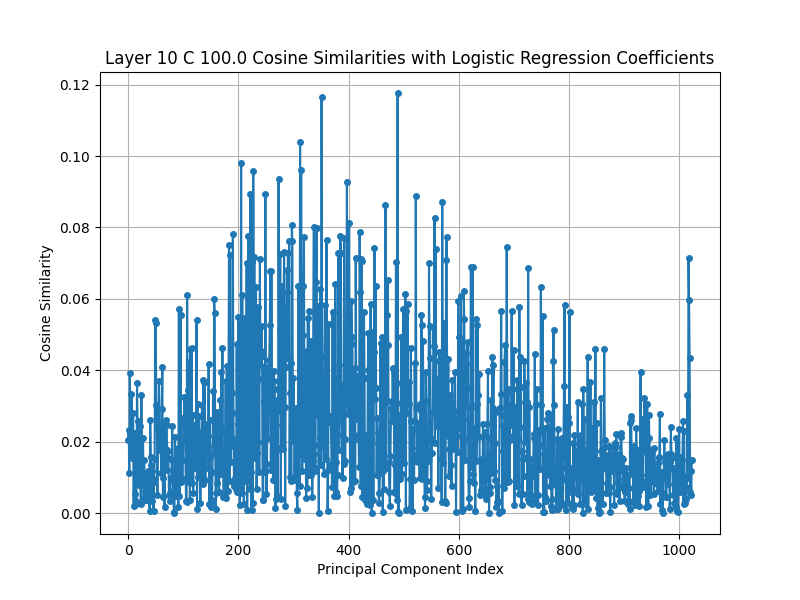 Layer 10 C 100.0 Cosine Similarities with Logistic Regression Coefficients
0.12
0.10
0.08
0.06
0.04
0.02
0.00
Cosine Similarity
0 200 400 600 800 1000
Principal Component Index